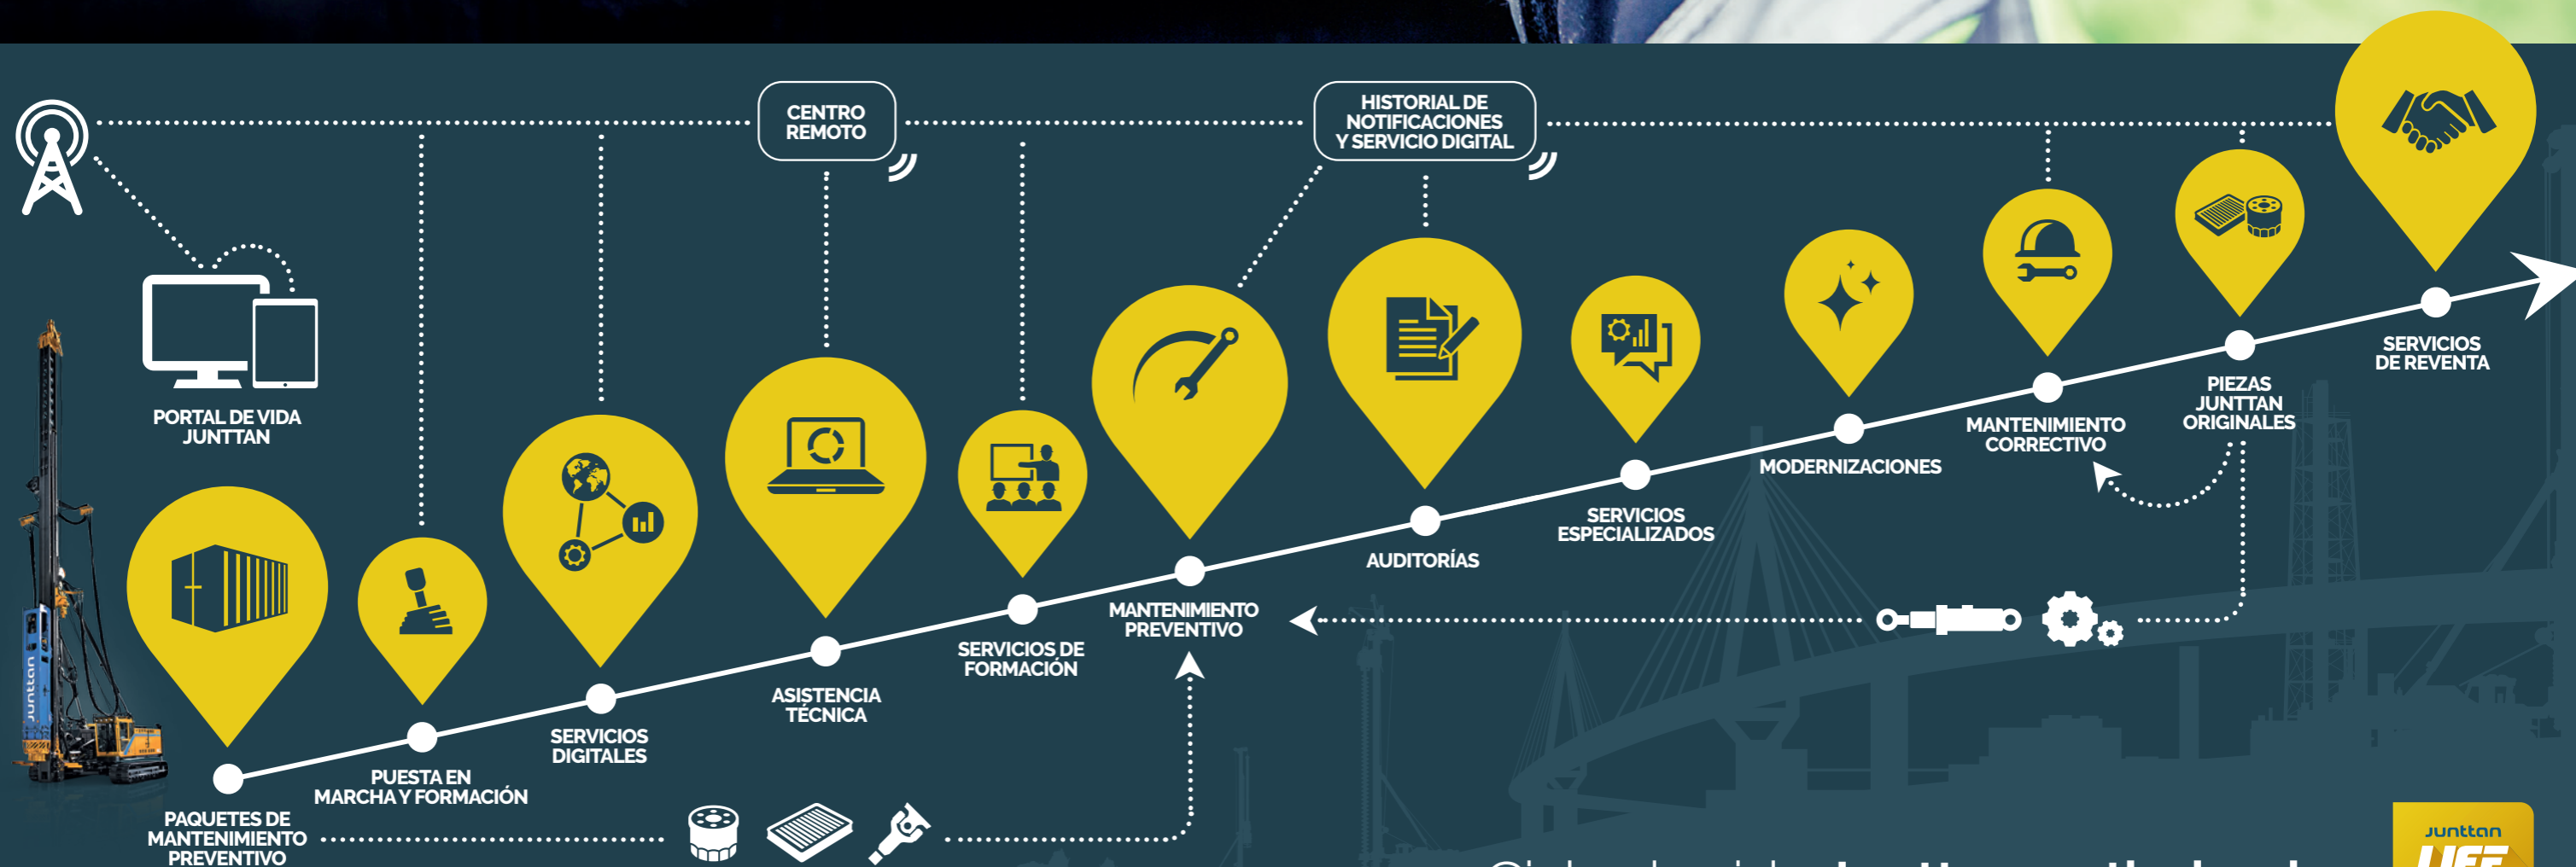 CENTRO
REMOTO
HISTORIAL DE
NOTIFICACIONES
Y SERVICIO DIGITAL
PORTAL DE VIDA
JUNTTAN
PAQUETES DE
MANTENIMIENTO
PREVENTIVO
PUESTA EN
MARCHA Y FORMACIÓN
SERVICIOS
DIGITALES
ASISTENCIA
TÉCNICA
SERVICIOS DE
FORMACIÓN
MANTENIMIENTO
PREVENTIVO
AUDITORÍAS
SERVICIOS
ESPECIALIZADOS
MODERNIZACIONES
MANTENIMIENTO
CORRECTIVO
PIEZAS
JUNTTAN
ORIGINALES
SERVICIOS
DE REVENTA
Junttan
Junttan
LIFE